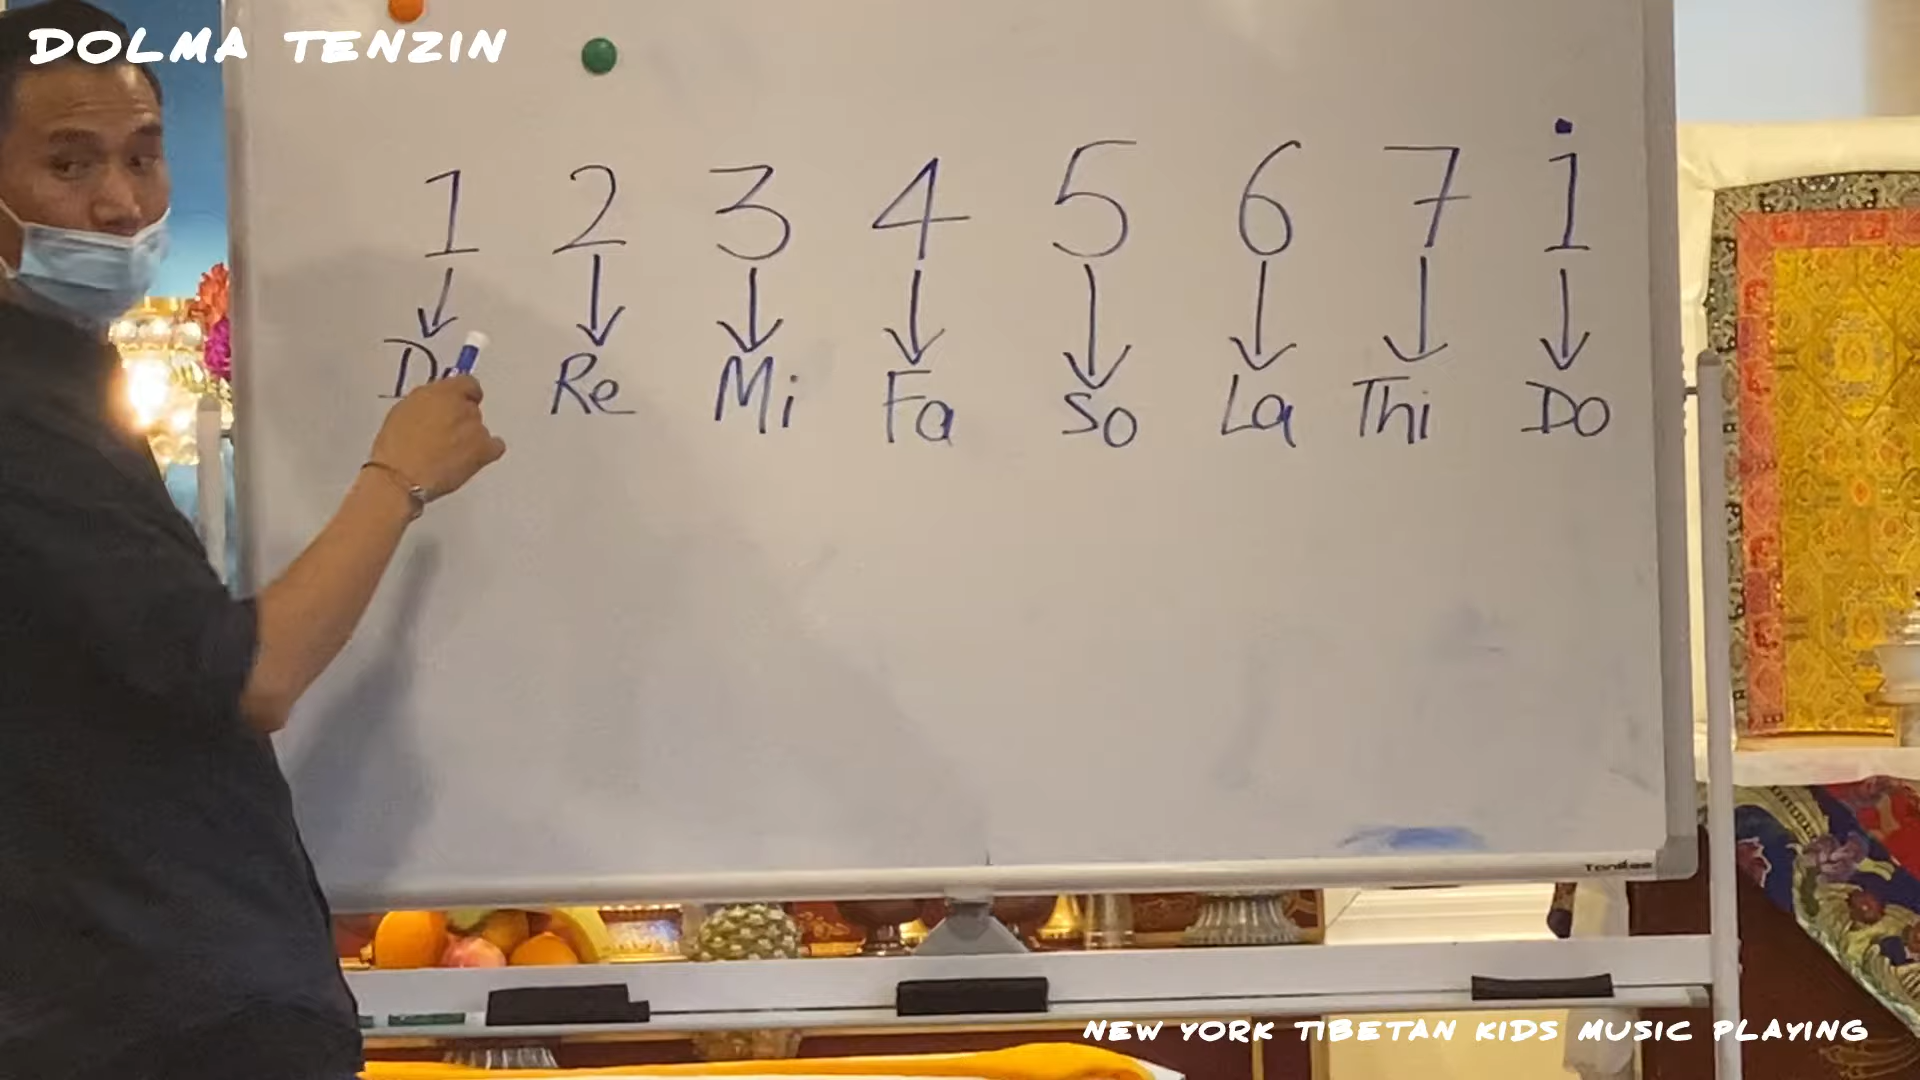 DOLMA TENZIN
1 2 3 4 5 6 7 i
Do Re Mi Fa So La Thi Do
NEW YORK TIBETAN KIDS MUSIC PLAYING